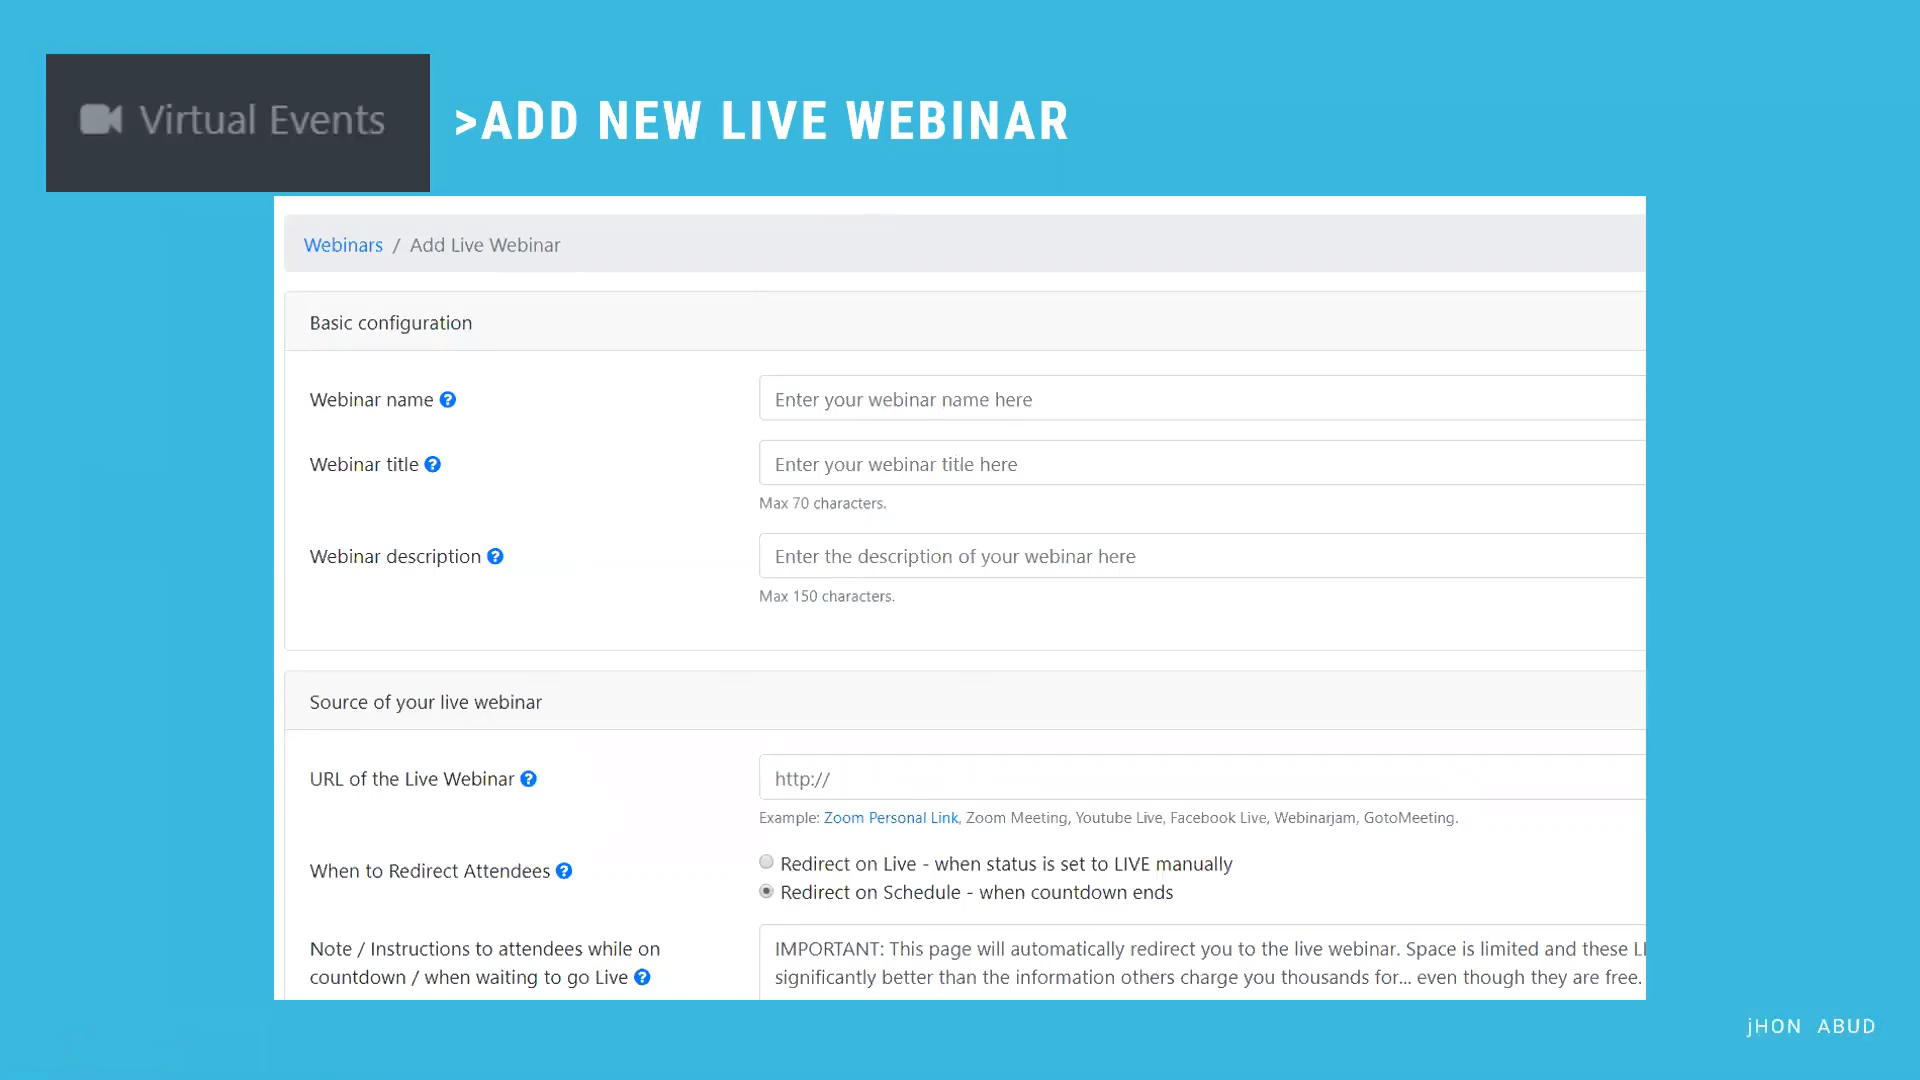 Virtual Events
>ADD NEW LIVE WEBINAR
Webinars / Add Live Webinar
Basic configuration
Webinar name
Enter your webinar name here
Webinar title
Enter your webinar title here
Max 70 characters.
Webinar description
Enter the description of your webinar here
Max 150 characters.
Source of your live webinar
URL of the Live Webinar
http://
Example: Zoom Personal Link, Zoom Meeting, Youtube Live, Facebook Live, Webinarjam, GotoMeeting.
When to Redirect Attendees
Redirect on Live - when status is set to LIVE manually
Redirect on Schedule - when countdown ends
Note / Instructions to attendees while on
countdown / when waiting to go Live
IMPORTANT: This page will automatically redirect you to the live webinar. Space is limited and these
significantly better than the information others charge you thousands for... even though they are free.
jHON ABUD